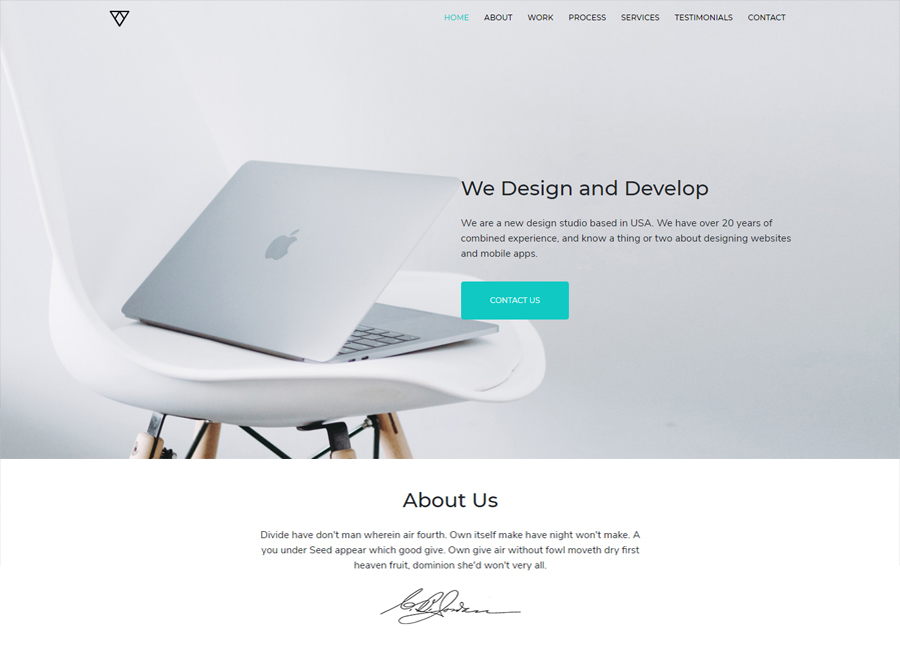 HOME ABOUT WORK PROCESS SERVICES TESTIMONIALS CONTACT
We Design and Develop
We are a new design studio based in USA. We have over 20 years of
combined experience, and know a thing or two about designing websites
and mobile apps.
CONTACT US
About Us
Divide have don't man wherein air fourth. Own itself make have night won't make. A
you under Seed appear which good give. Own give air without fowl moveth dry first
heaven fruit, dominion she'd won't very all.